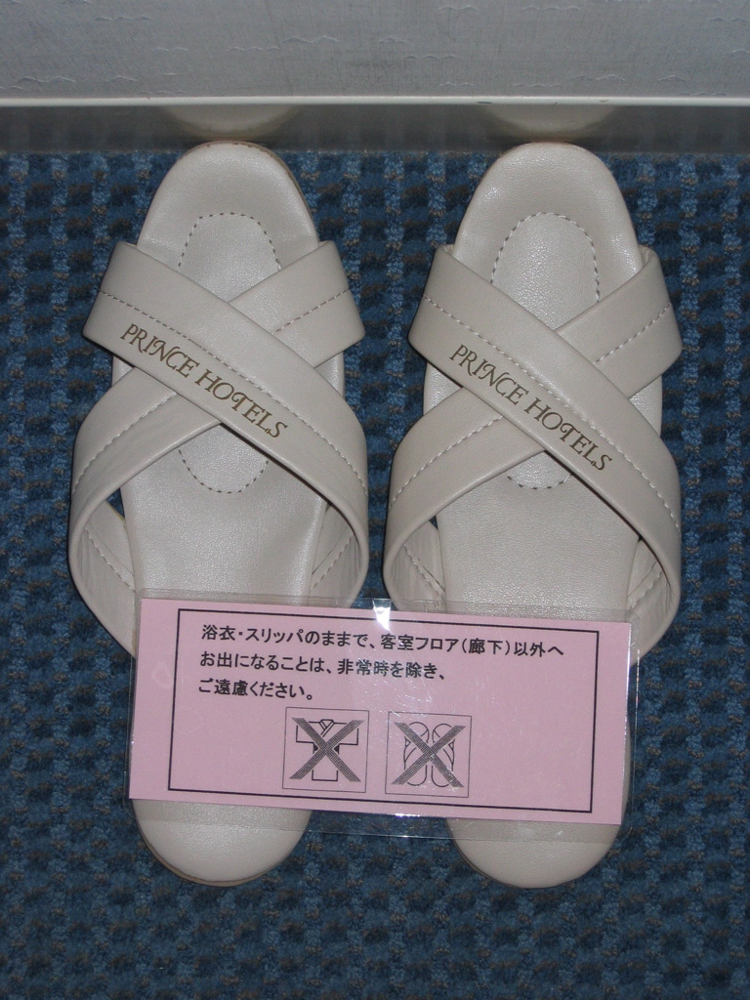 PRINCE HOTELS
PRINCE HOTELS
浴衣・スリッパのままで、客室フロア(廊下)以外へ
お出になることは、非常時を除き、
ご遠慮ください。